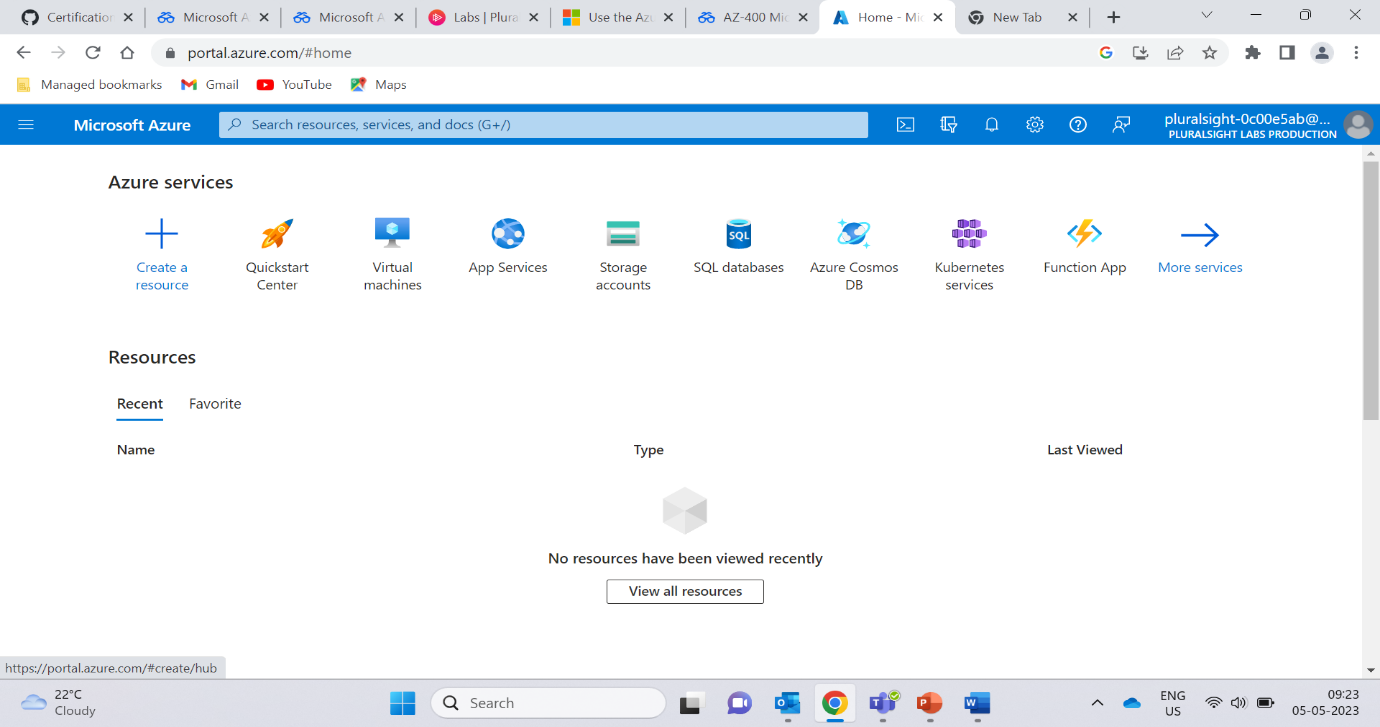 Certification
Microsoft A
Microsoft A
Labs | Plura
Use the Azu
AZ-400 Mic
Home - Mic
New Tab
portal.azure.com/#home
Managed bookmarks
Gmail
YouTube
Maps
Microsoft Azure
Search resources, services, and docs (G+/)
pluralsight-0c00e5ab@...
PLURALSIGHT LABS PRODUCTION
Azure services
Create a
resource
Quickstart
Center
Virtual
machines
App Services
Storage
accounts
SQL
SQL databases
Azure Cosmos
DB
Kubernetes
services
Function App
More services
Resources
Recent
Favorite
Name
Type
Last Viewed
No resources have been viewed recently
View all resources
https://portal.azure.com/#create/hub
22°C
Cloudy
Search
ENG
US
09:23
05-05-2023